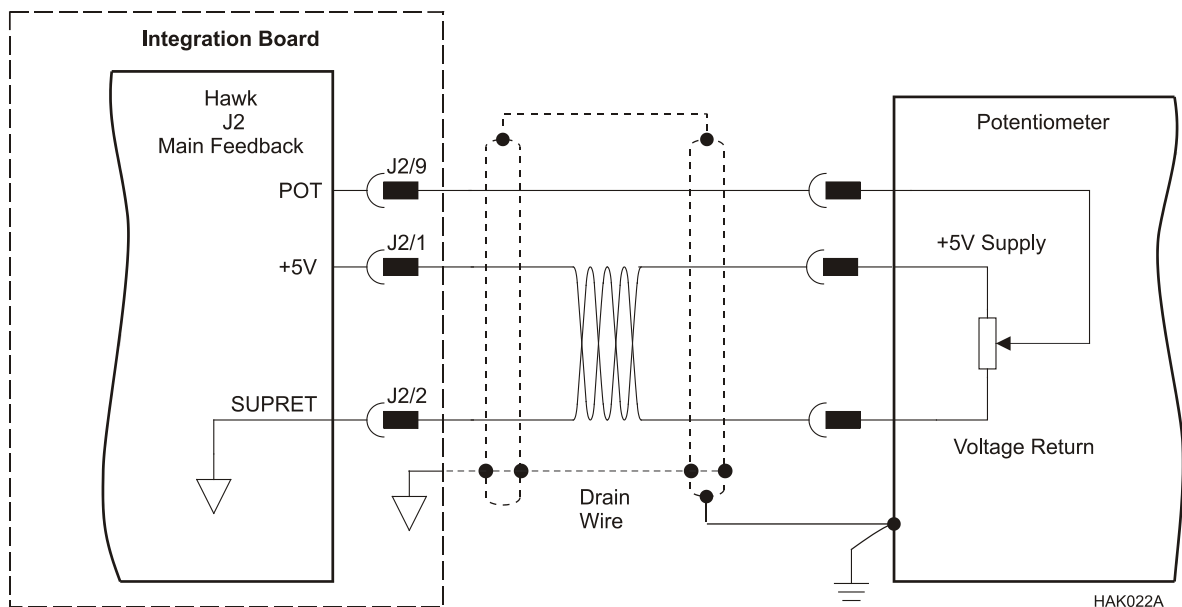 Integration Board
Hawk
J2
Main Feedback
POT
J2/9
+5V
J2/1
SUPRET
J2/2
Drain
Wire
Potentiometer
+5V Supply
Voltage Return
HAK022A